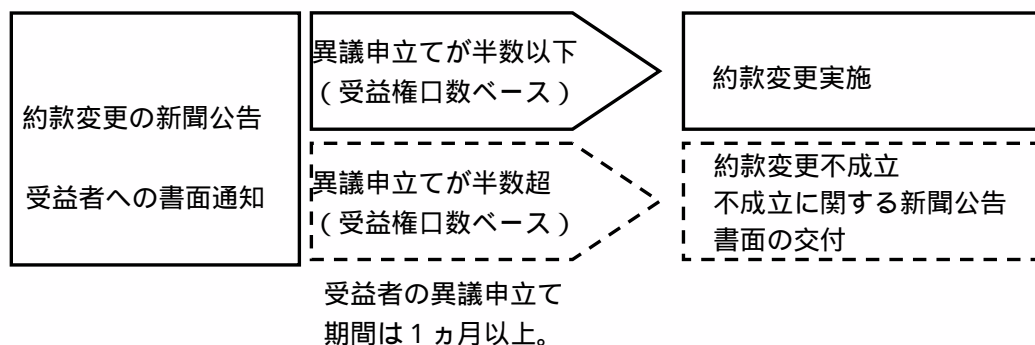 約款変更の新聞公告
受益者への書面通知
異議申立てが半数以下
(受益権口数ベース)
約款変更実施
異議申立てが半数超
(受益権口数ベース)
約款変更不成立
不成立に関する新聞公告
書面の交付
受益者の異議申立て
期間は1ヵ月以上。